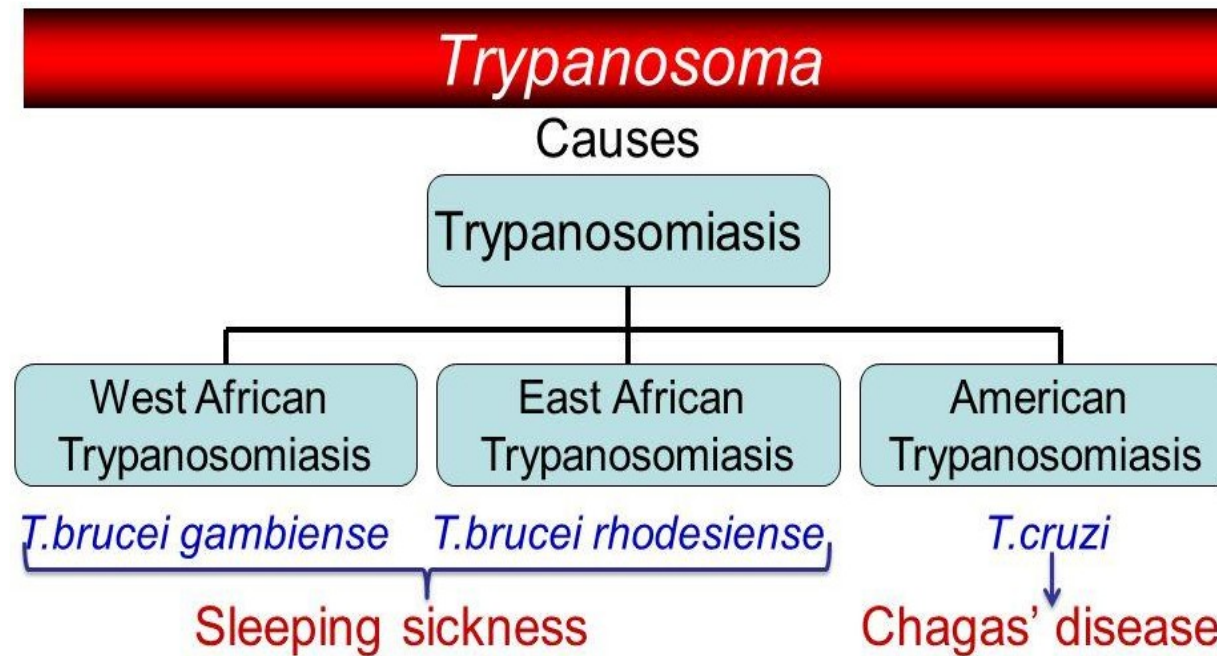 Trypanosoma
Causes
Trypanosomiasis
West African
Trypanosomiasis
East African
Trypanosomiasis
American
Trypanosomiasis
T.brucei gambiense
T.brucei rhodesiense
T.cruzi
Sleeping sickness
Chagas’ disease